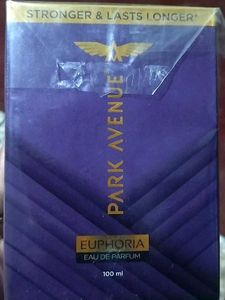 STRONGER & LASTS LONGER*
PARK AVENUE
EUPHORIA
EAU DE PARFUM
100 ml